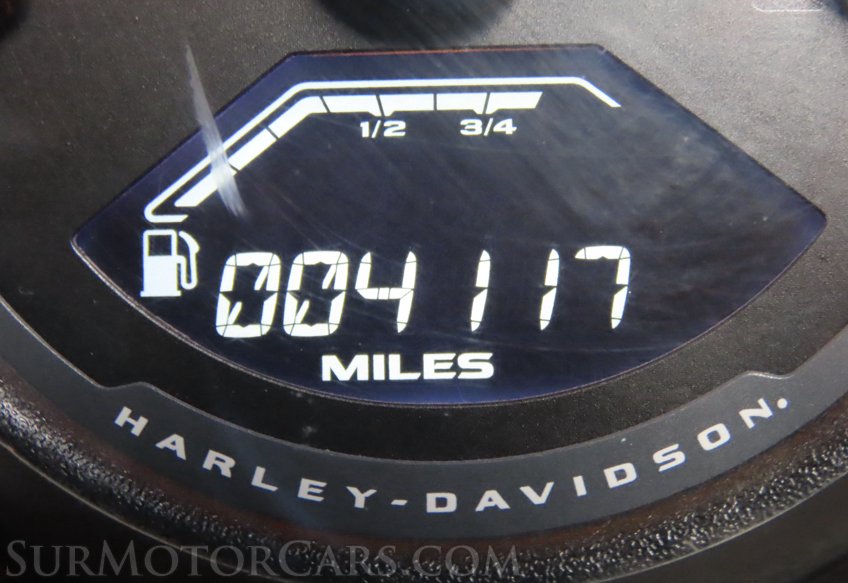 1/2 3/4
004117
MILES
HARLEY-DAVIDSON.
SurMotorCars.com